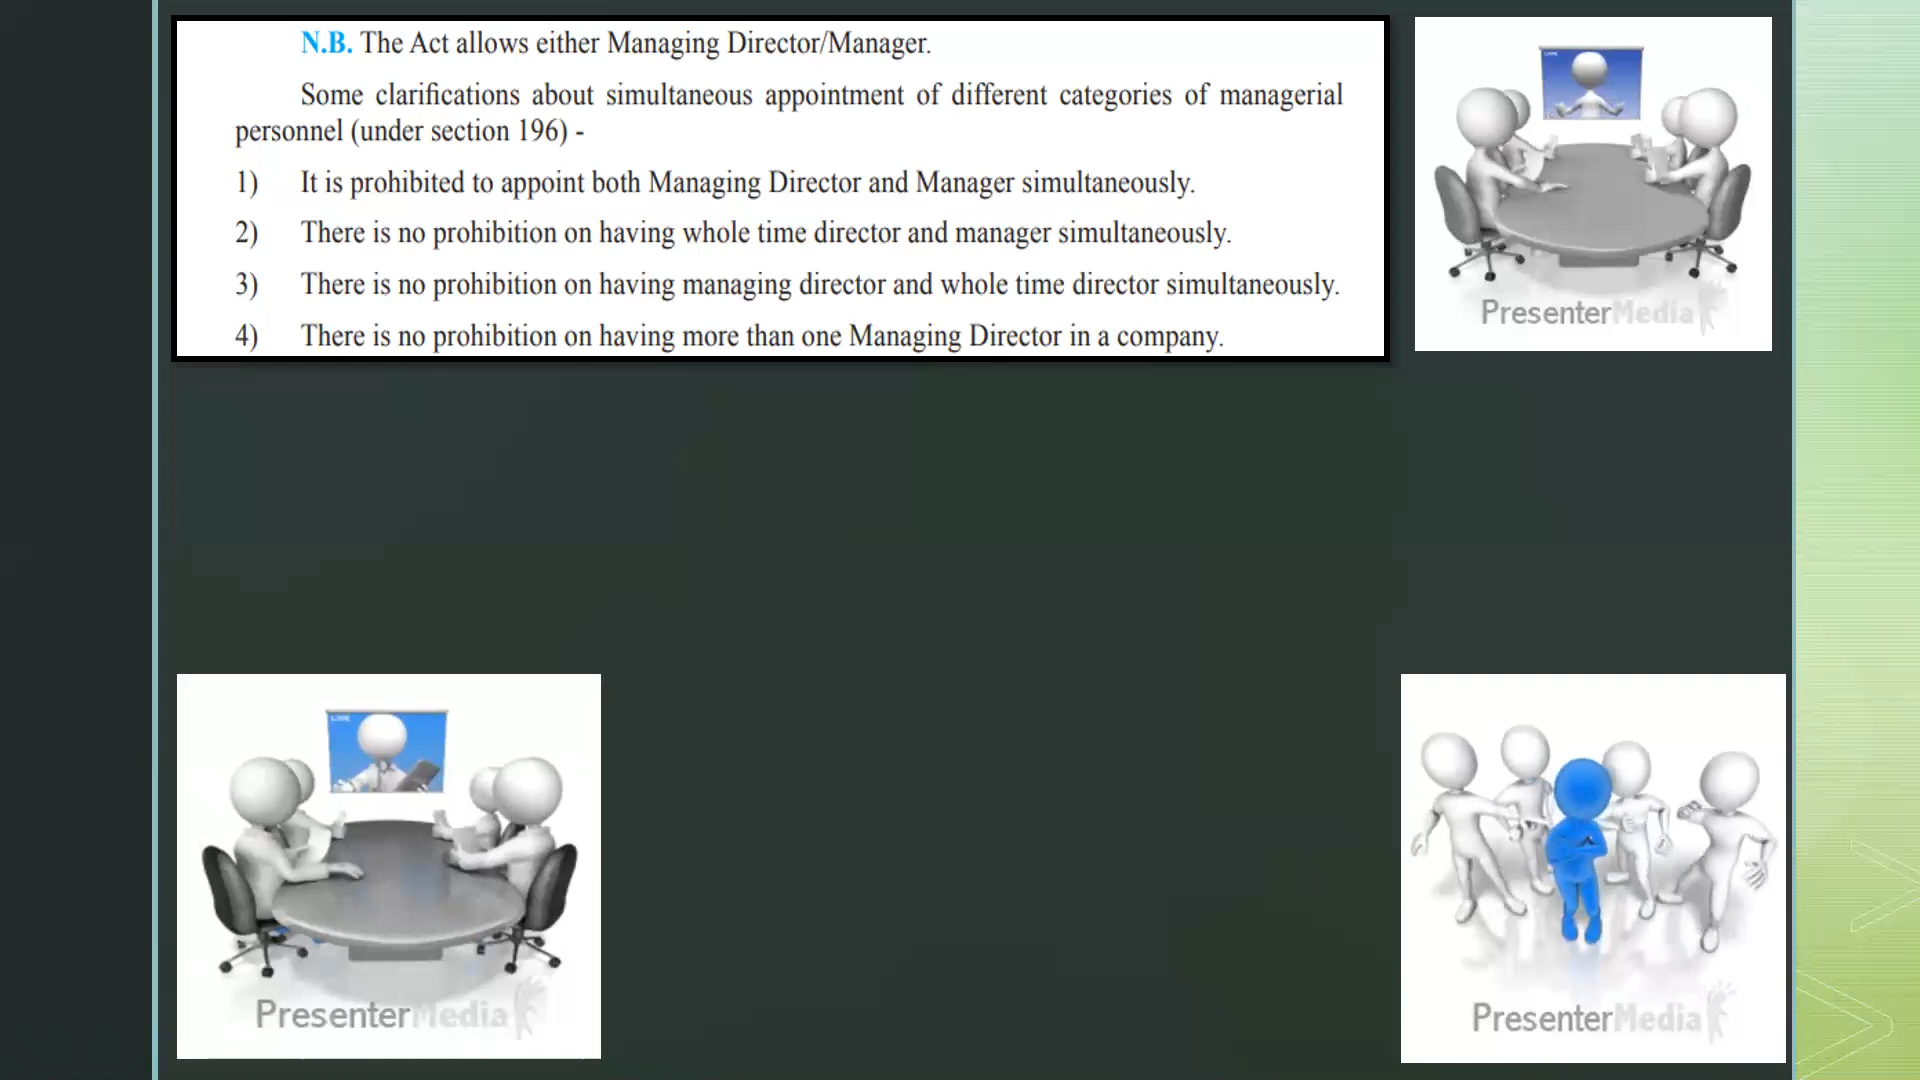 N.B. The Act allows either Managing Director/Manager.
Some clarifications about simultaneous appointment of different categories of managerial
personnel (under section 196) -
1) It is prohibited to appoint both Managing Director and Manager simultaneously.
2) There is no prohibition on having whole time director and manager simultaneously.
3) There is no prohibition on having managing director and whole time director simultaneously.
4) There is no prohibition on having more than one Managing Director in a company.
PresenterMedia
PresenterMedia
PresenterMedia